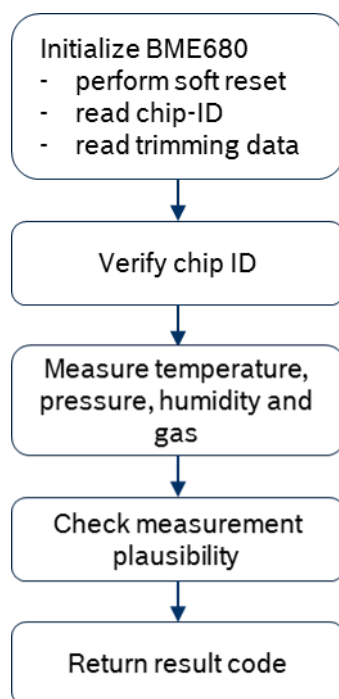 Initialize BME680
- perform soft reset
- read chip-ID
- read trimming data
Verify chip ID
Measure temperature,
pressure, humidity and
gas
Check measurement
plausibility
Return result code